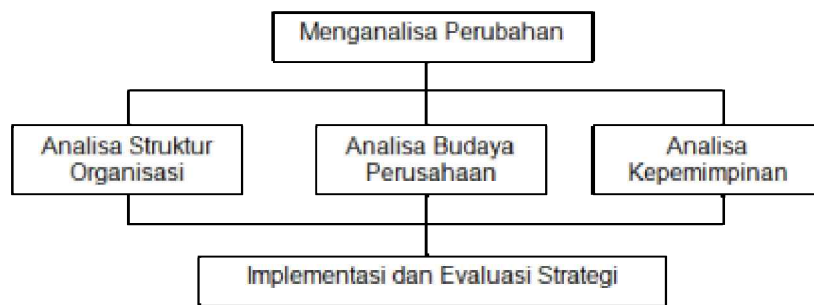 Menganalisa Perubahan
Analisa Struktur
Organisasi
Analisa Budaya
Perusahaan
Analisa
Kepemimpinan
Implementasi dan Evaluasi Strategi